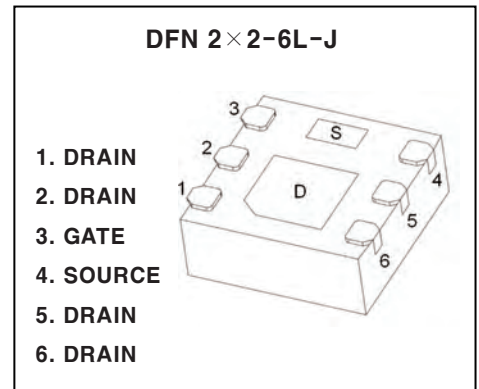 DFN 2×2-6L-J
1. DRAIN
2. DRAIN
3. GATE
4. SOURCE
5. DRAIN
6. DRAIN
3
S
2
4
1
D
5
6